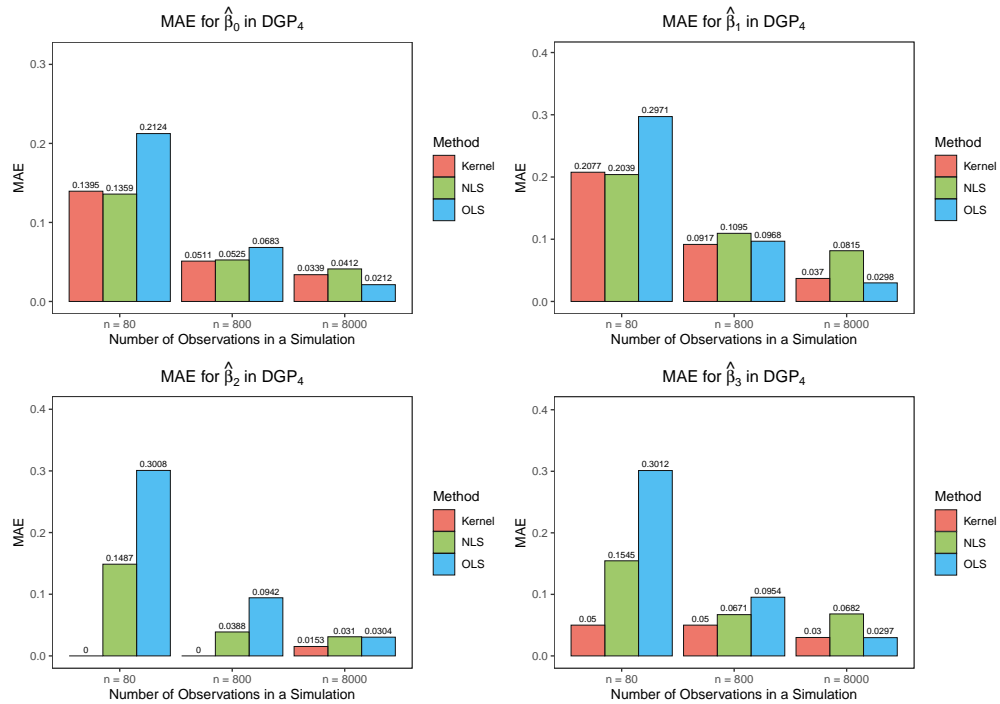 MAE for β̂₀ in DGP₄
MAE
0.3
0.2
0.1
0.0
0.1395
0.1359
0.2124
0.0511
0.0525
0.0683
0.0339
0.0412
0.0212
n = 80
n = 800
n = 8000
Number of Observations in a Simulation
Method
Kernel
NLS
OLS
MAE for β̂₁ in DGP₄
MAE
0.4
0.3
0.2
0.1
0.0
0.2077
0.2039
0.2971
0.0917
0.1095
0.0968
0.037
0.0815
0.0298
n = 80
n = 800
n = 8000
Number of Observations in a Simulation
Method
Kernel
NLS
OLS
MAE for β̂₂ in DGP₄
MAE
0.4
0.3
0.2
0.1
0.0
0
0.1487
0.3008
0
0.0388
0.0942
0.0153
0.031
0.0304
n = 80
n = 800
n = 8000
Number of Observations in a Simulation
Method
Kernel
NLS
OLS
MAE for β̂₃ in DGP₄
MAE
0.4
0.3
0.2
0.1
0.0
0.05
0.1545
0.3012
0.05
0.0671
0.0954
0.03
0.0682
0.0297
n = 80
n = 800
n = 8000
Number of Observations in a Simulation
Method
Kernel
NLS
OLS